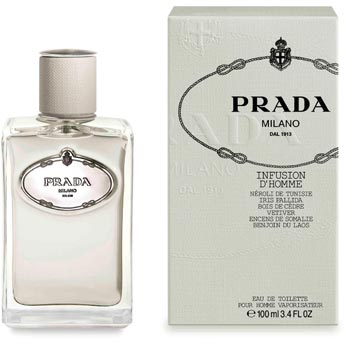 PRADA
MILANO
PRADA
MILANO
DAL 1913
INFUSION
D'HOMME
NÉROLI DE TUNISIE
IRIS PALLIDA
BOIS DE CÈDRE
VETIVER
ENCENS DE SOMALIE
BENJOIN DU LAOS
EAU DE TOILETTE
POUR HOMME VAPORISATEUR
℮ 100 ml 3.4 FL OZ